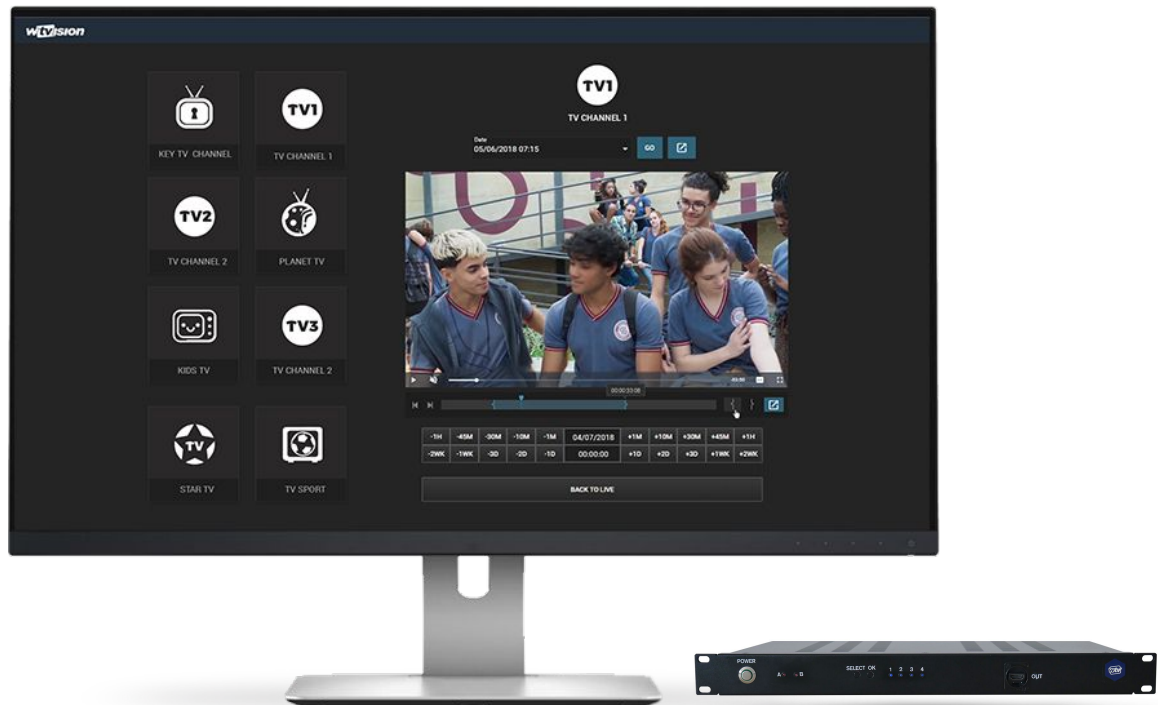 wtvision
TV1
TV CHANNEL 1
KEY TV CHANNEL
TV1
TV CHANNEL 1
TV2
TV CHANNEL 2
PLANET TV
KIDS TV
TV3
TV CHANNEL 2
TV
STAR TV
TV SPORT
Date
05/06/2018 07:15
GO
00:00:33:08
-1H -45M -30M -10M -1M 04/07/2018 +1M +10M +30M +45M +1H
-2WK -1WK -3D -2D -1D 00:00:00 +1D +2D +3D +1WK +2WK
BACK TO LIVE
POWER
A B
SELECT OK
1 2 3 4
OUT